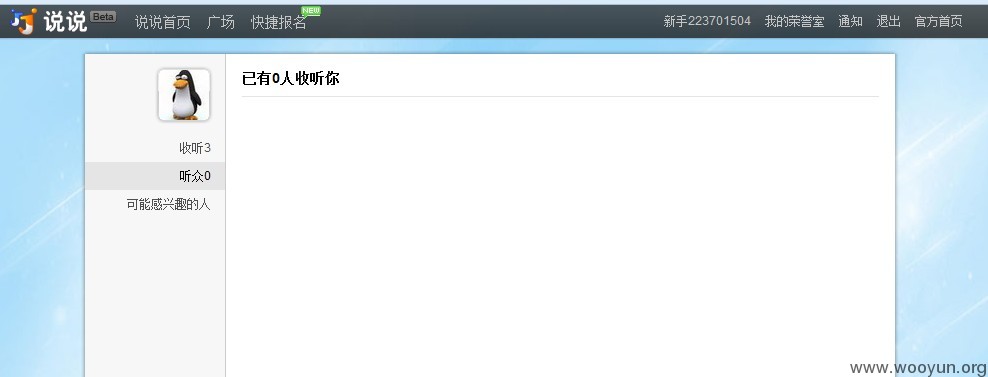 说说 Beta 说说首页 广场 快捷报名 NEW 新手223701504 我的荣誉室 通知 退出 官方首页
已有0人收听你
收听3
听众0
可能感兴趣的人
www.wooyun.org